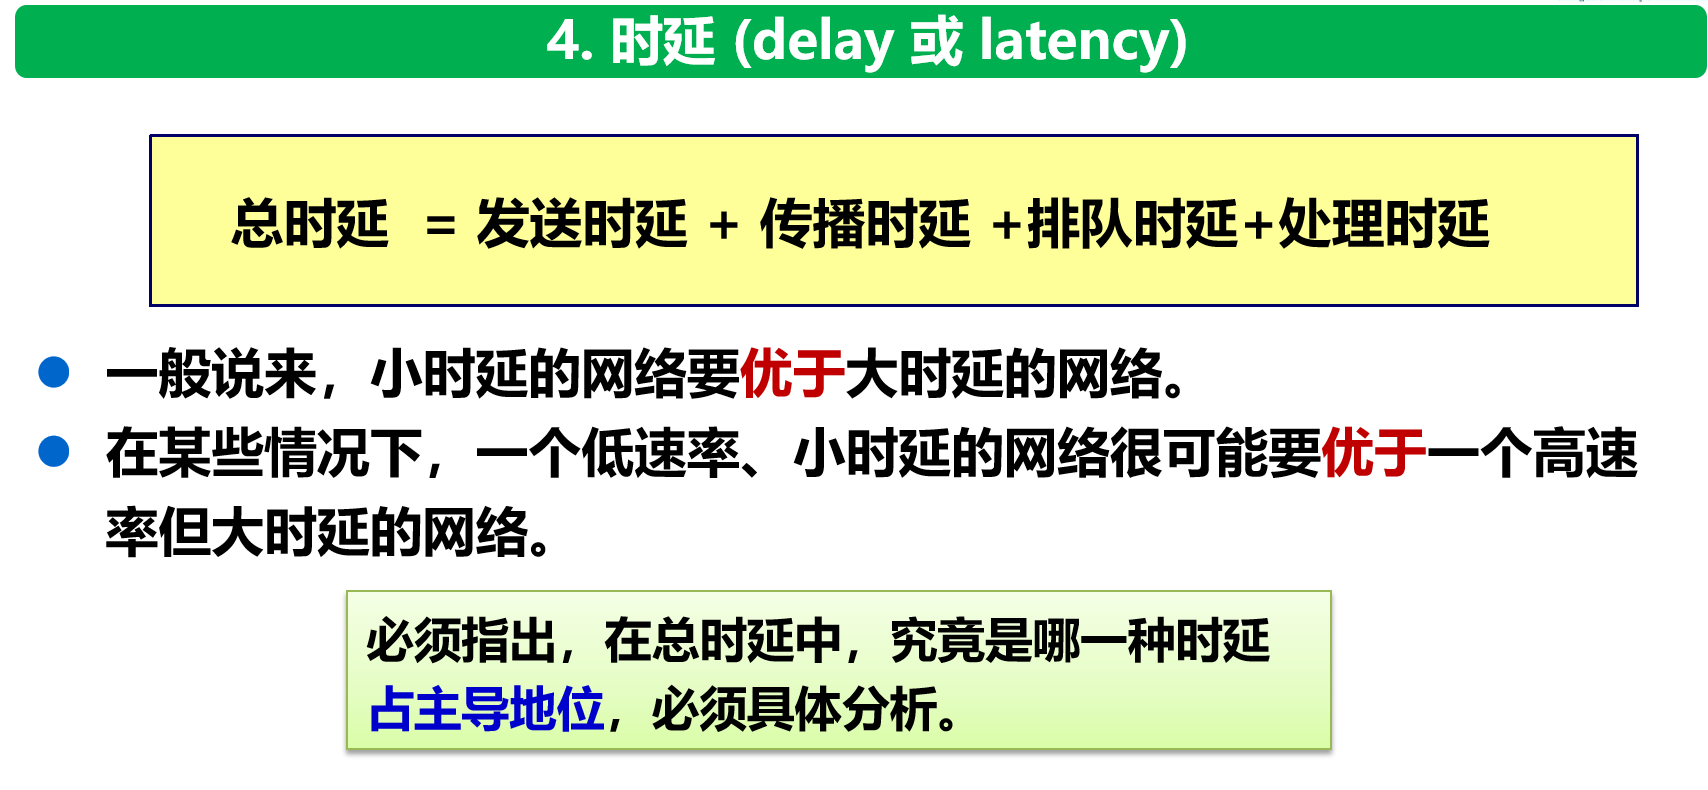 4. 时延 (delay 或 latency)
总时延 = 发送时延 + 传播时延 +排队时延+处理时延
● 一般说来，小时延的网络要优于大时延的网络。
● 在某些情况下，一个低速率、小时延的网络很可能要优于一个高速
率但大时延的网络。
必须指出，在总时延中，究竟是哪一种时延
占主导地位，必须具体分析。